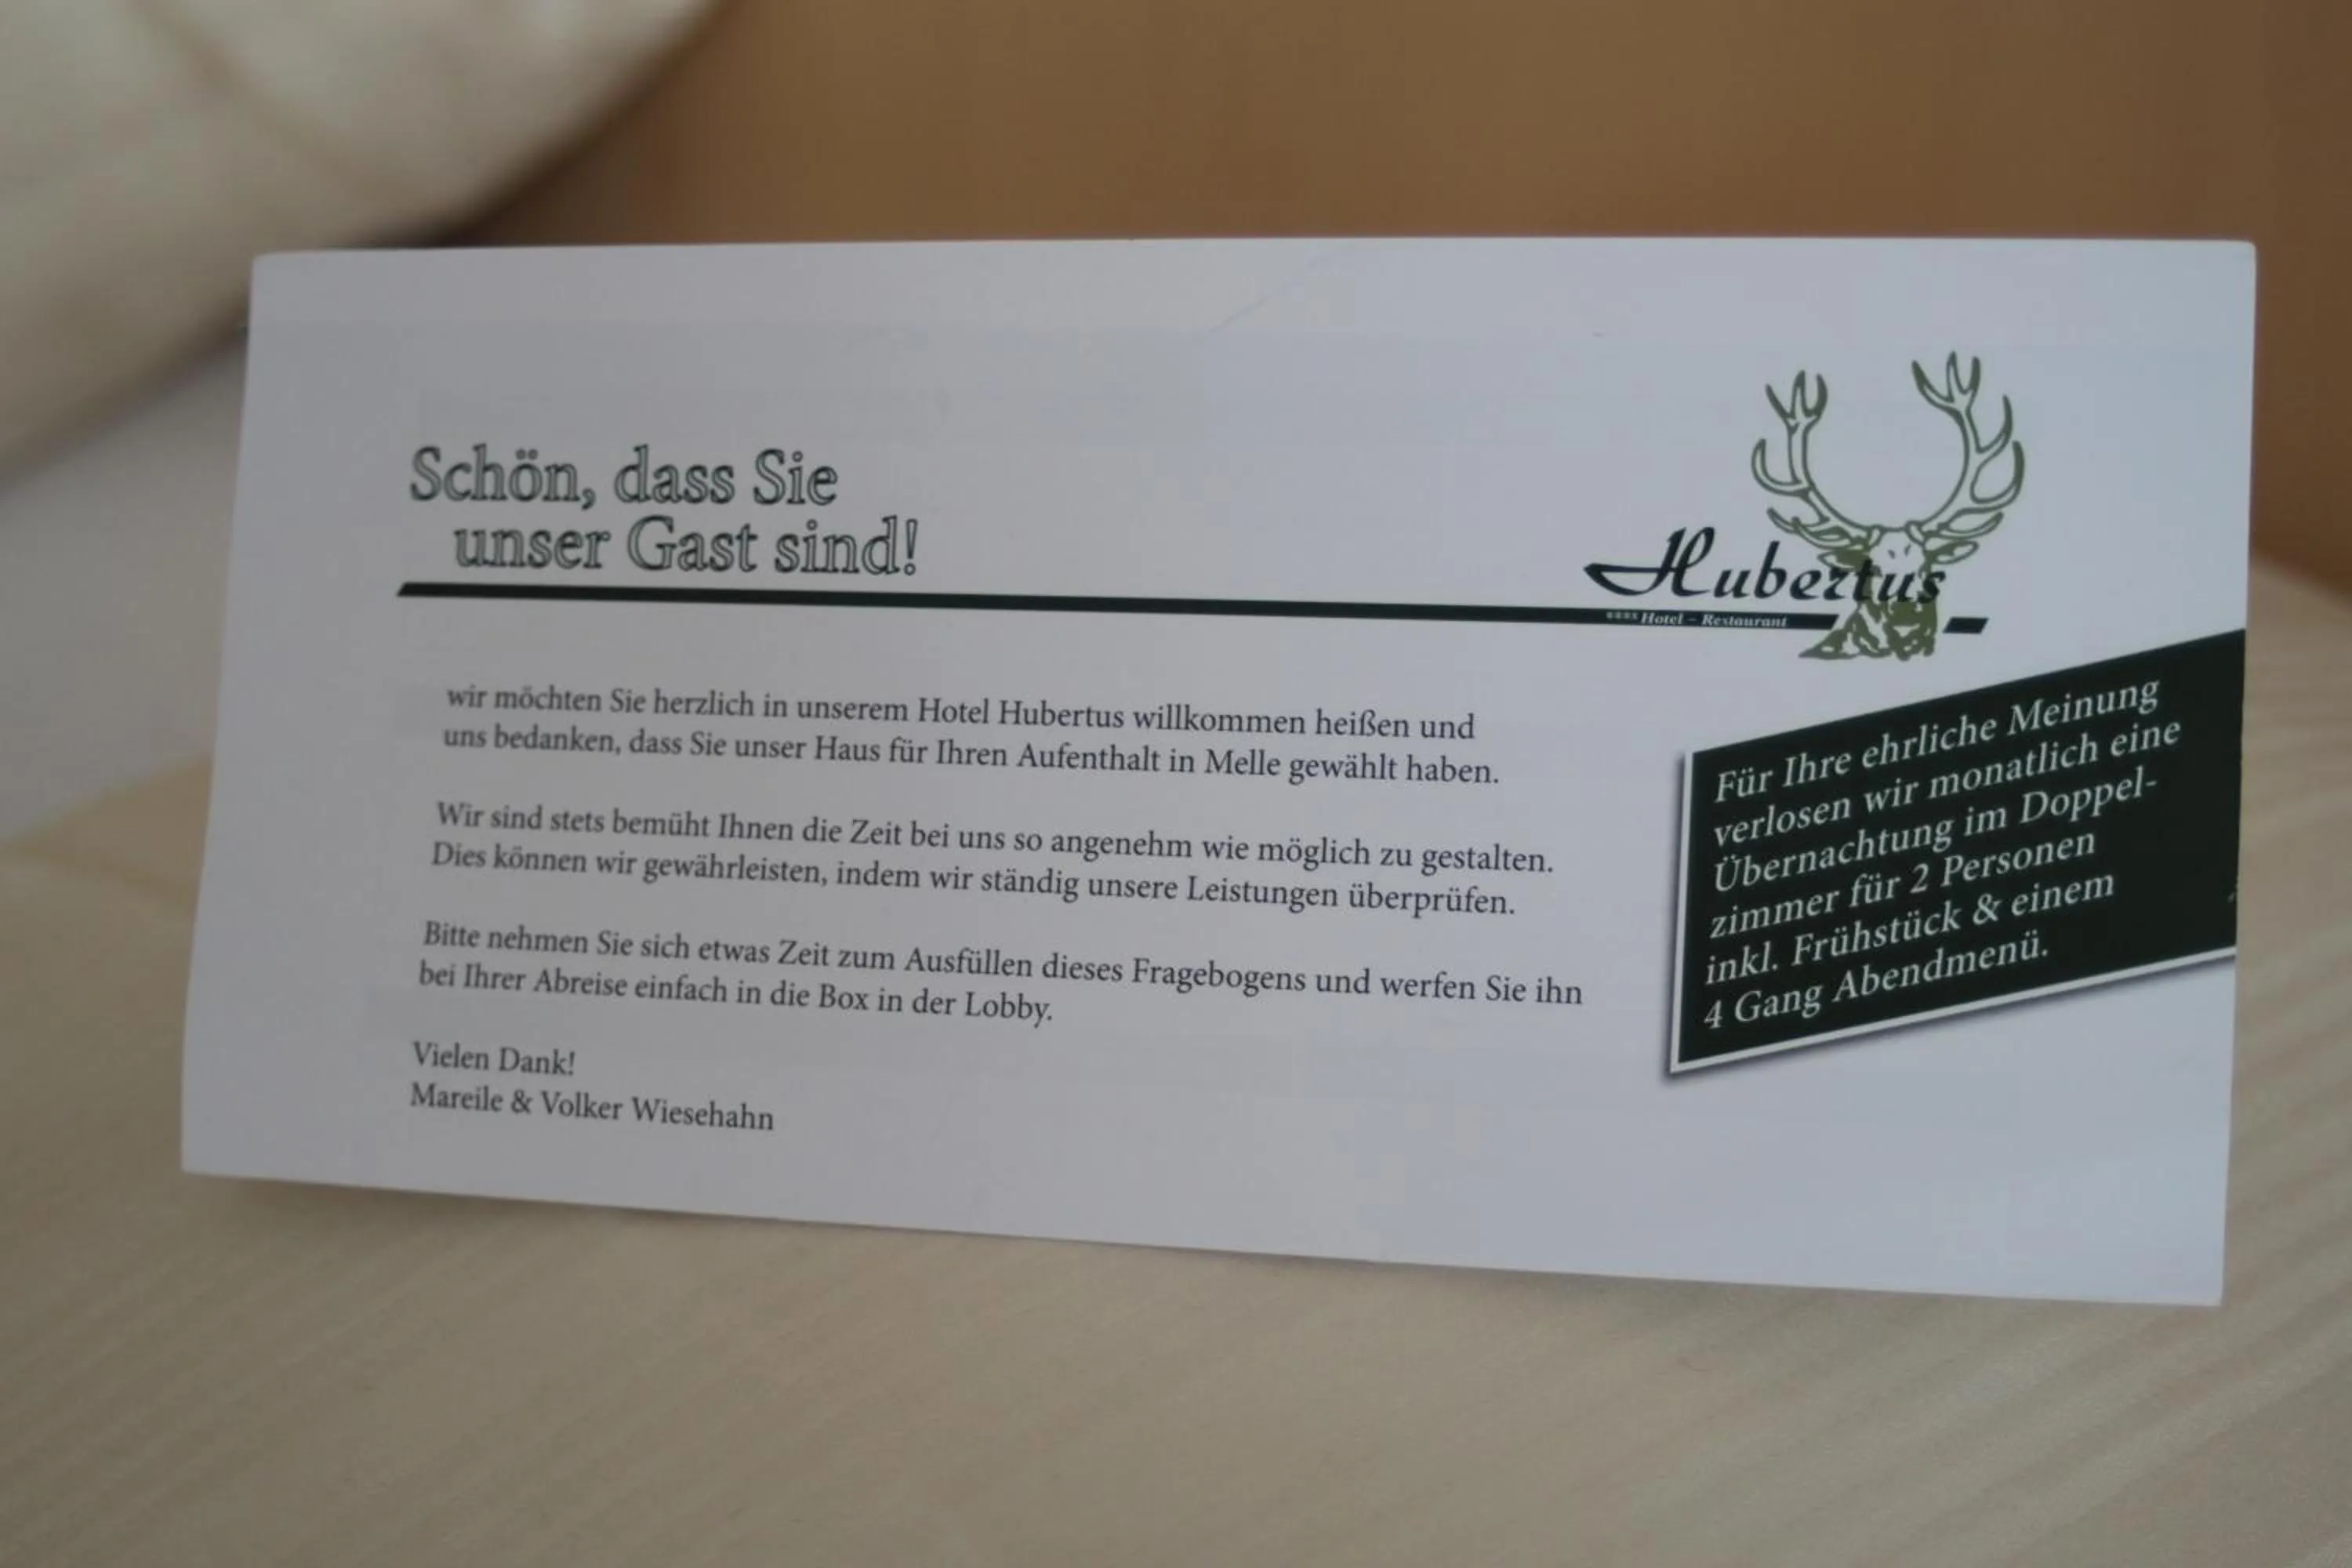 Schön, dass Sie
unser Gast sind!
Hubertus
**** Hotel – Restaurant
wir möchten Sie herzlich in unserem Hotel Hubertus willkommen heißen und
uns bedanken, dass Sie unser Haus für Ihren Aufenthalt in Melle gewählt haben.
Wir sind stets bemüht Ihnen die Zeit bei uns so angenehm wie möglich zu gestalten.
Dies können wir gewährleisten, indem wir ständig unsere Leistungen überprüfen.
Bitte nehmen Sie sich etwas Zeit zum Ausfüllen dieses Fragebogens und werfen Sie ihn
bei Ihrer Abreise einfach in die Box in der Lobby.
Vielen Dank!
Mareile & Volker Wiesehahn
Für Ihre ehrliche Meinung
verlosen wir monatlich eine
Übernachtung im Doppel-
zimmer für 2 Personen
inkl. Frühstück & einem
4 Gang Abendmenü.